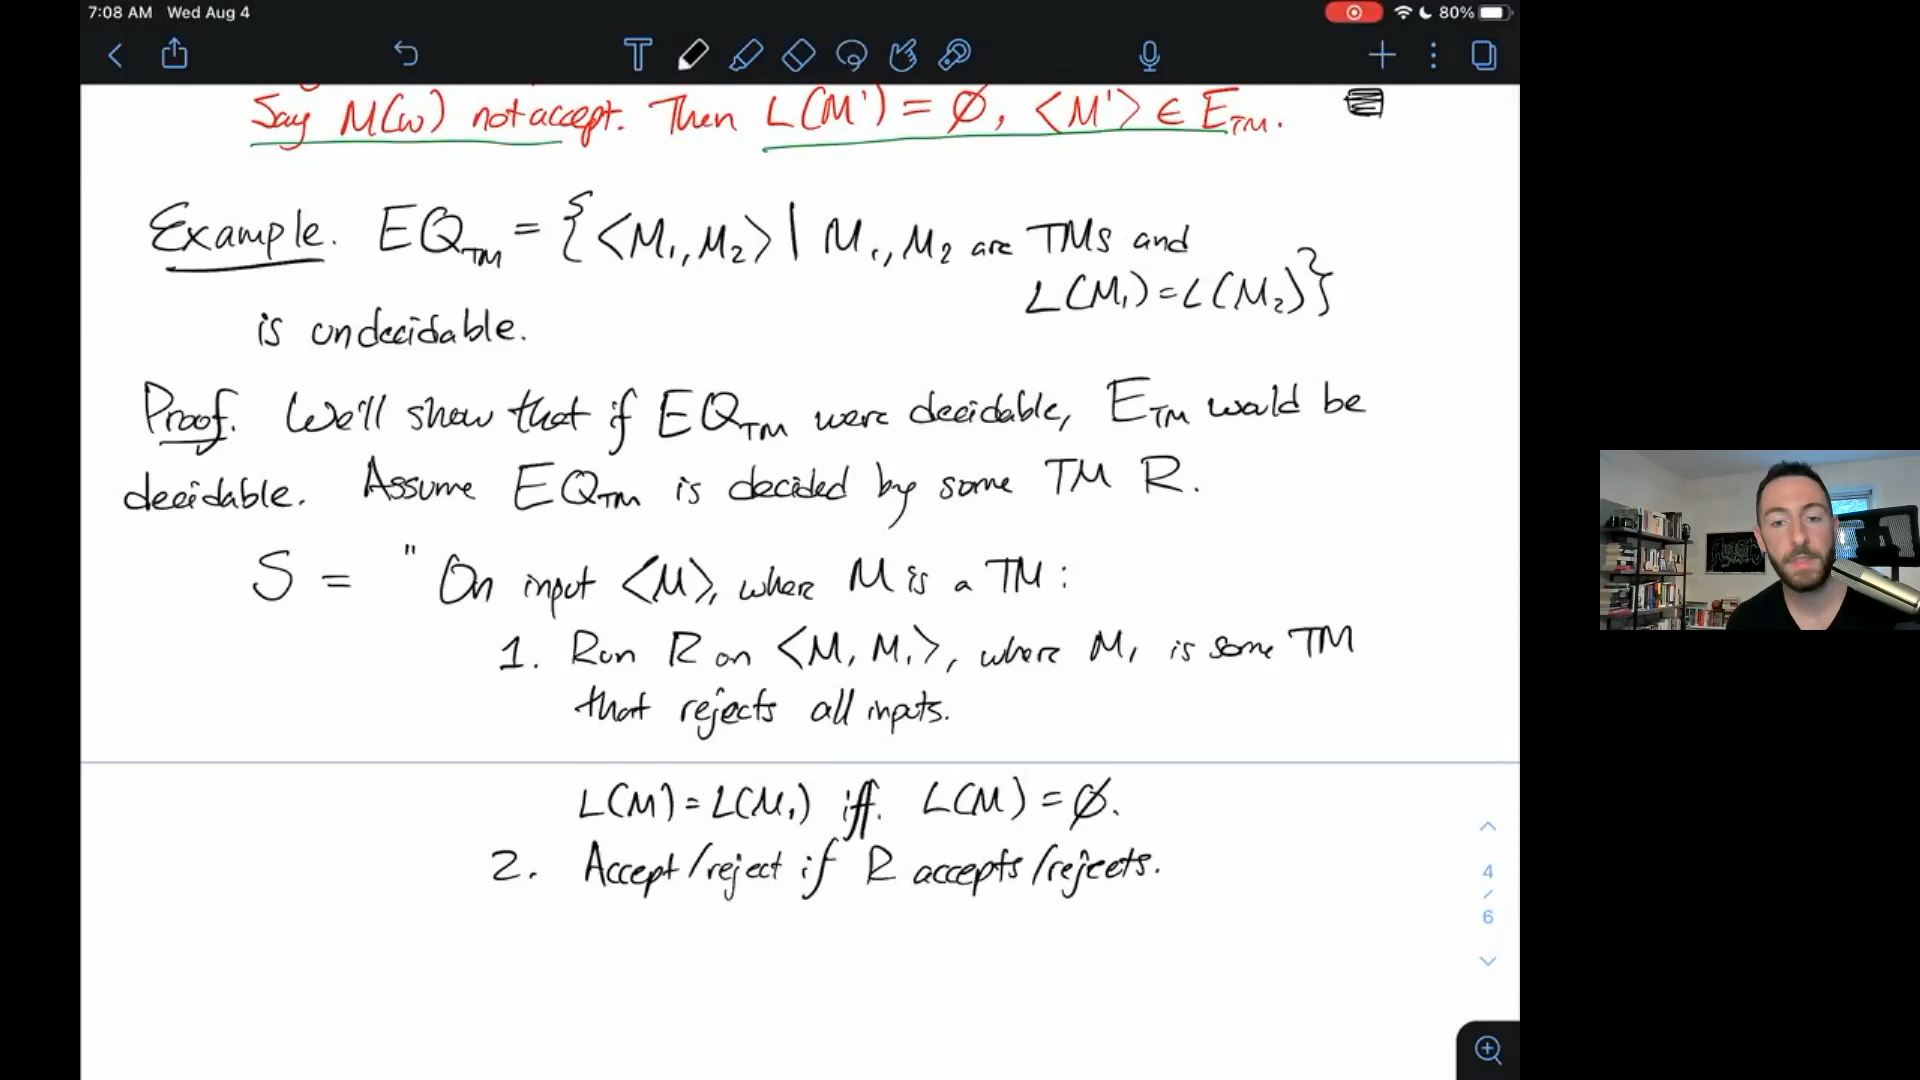 7:08 AM Wed Aug 4
80%
Say M(w) not accept. Then L(M') = ∅, <M'> ∈ E_TM.
Example. EQ_TM = {<M₁, M₂> | M₁, M₂ are TMs and
L(M₁) = L(M₂)}
is undecidable.
Proof. We'll show that if EQ_TM were decidable, E_TM would be
decidable. Assume EQ_TM is decided by some TM R.
S = " On input <M>, where M is a TM:
1. Run R on <M, M₁>, where M₁ is some TM
that rejects all inputs.
L(M) = L(M₁) iff. L(M) = ∅.
2. Accept/reject if R accepts/rejects.
4
/
6